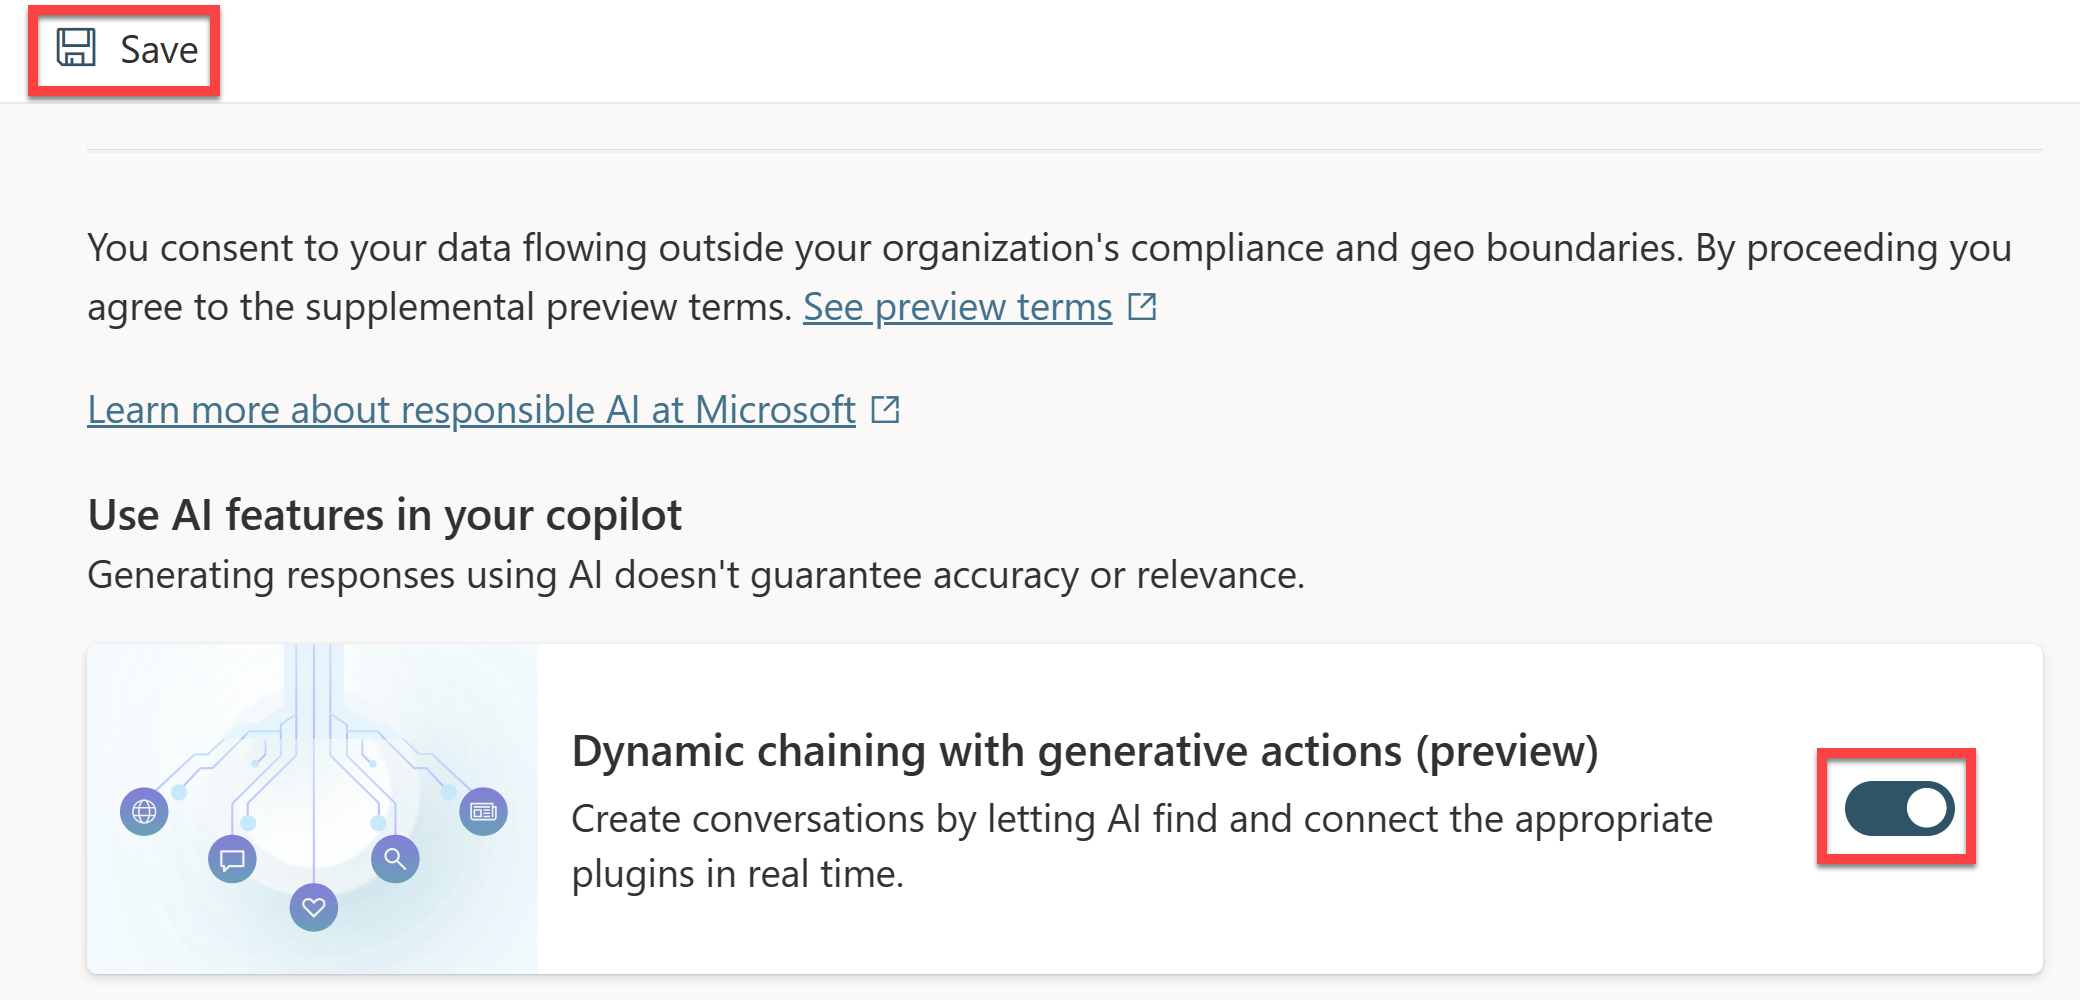 Save
You consent to your data flowing outside your organization's compliance and geo boundaries. By proceeding you
agree to the supplemental preview terms. See preview terms
Learn more about responsible AI at Microsoft
Use AI features in your copilot
Generating responses using AI doesn't guarantee accuracy or relevance.
Dynamic chaining with generative actions (preview)
Create conversations by letting AI find and connect the appropriate
plugins in real time.